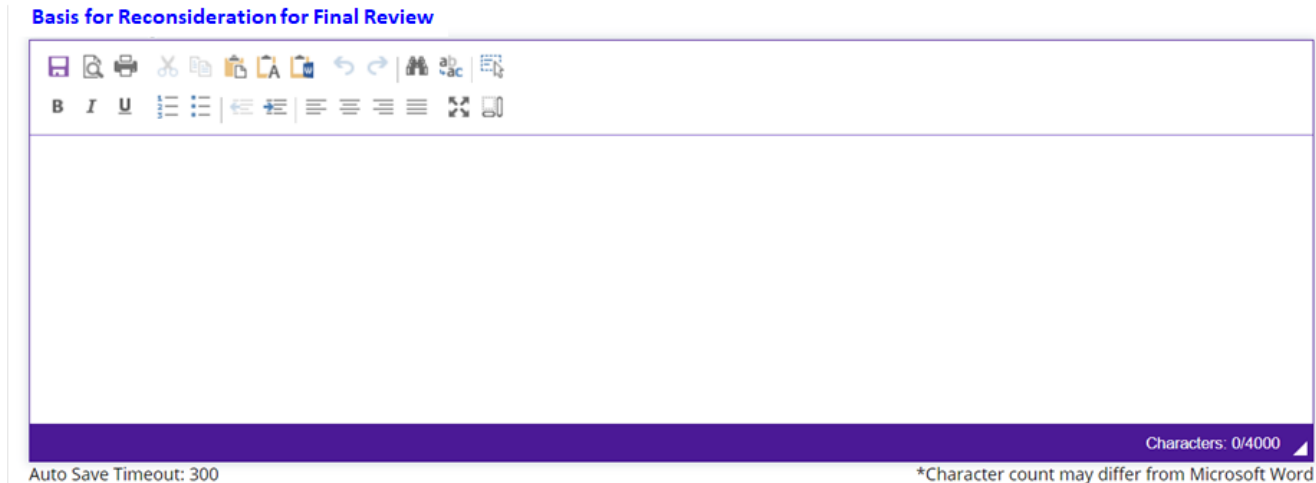 Basis for Reconsideration for Final Review
B I U
Characters: 0/4000
Auto Save Timeout: 300
*Character count may differ from Microsoft Word